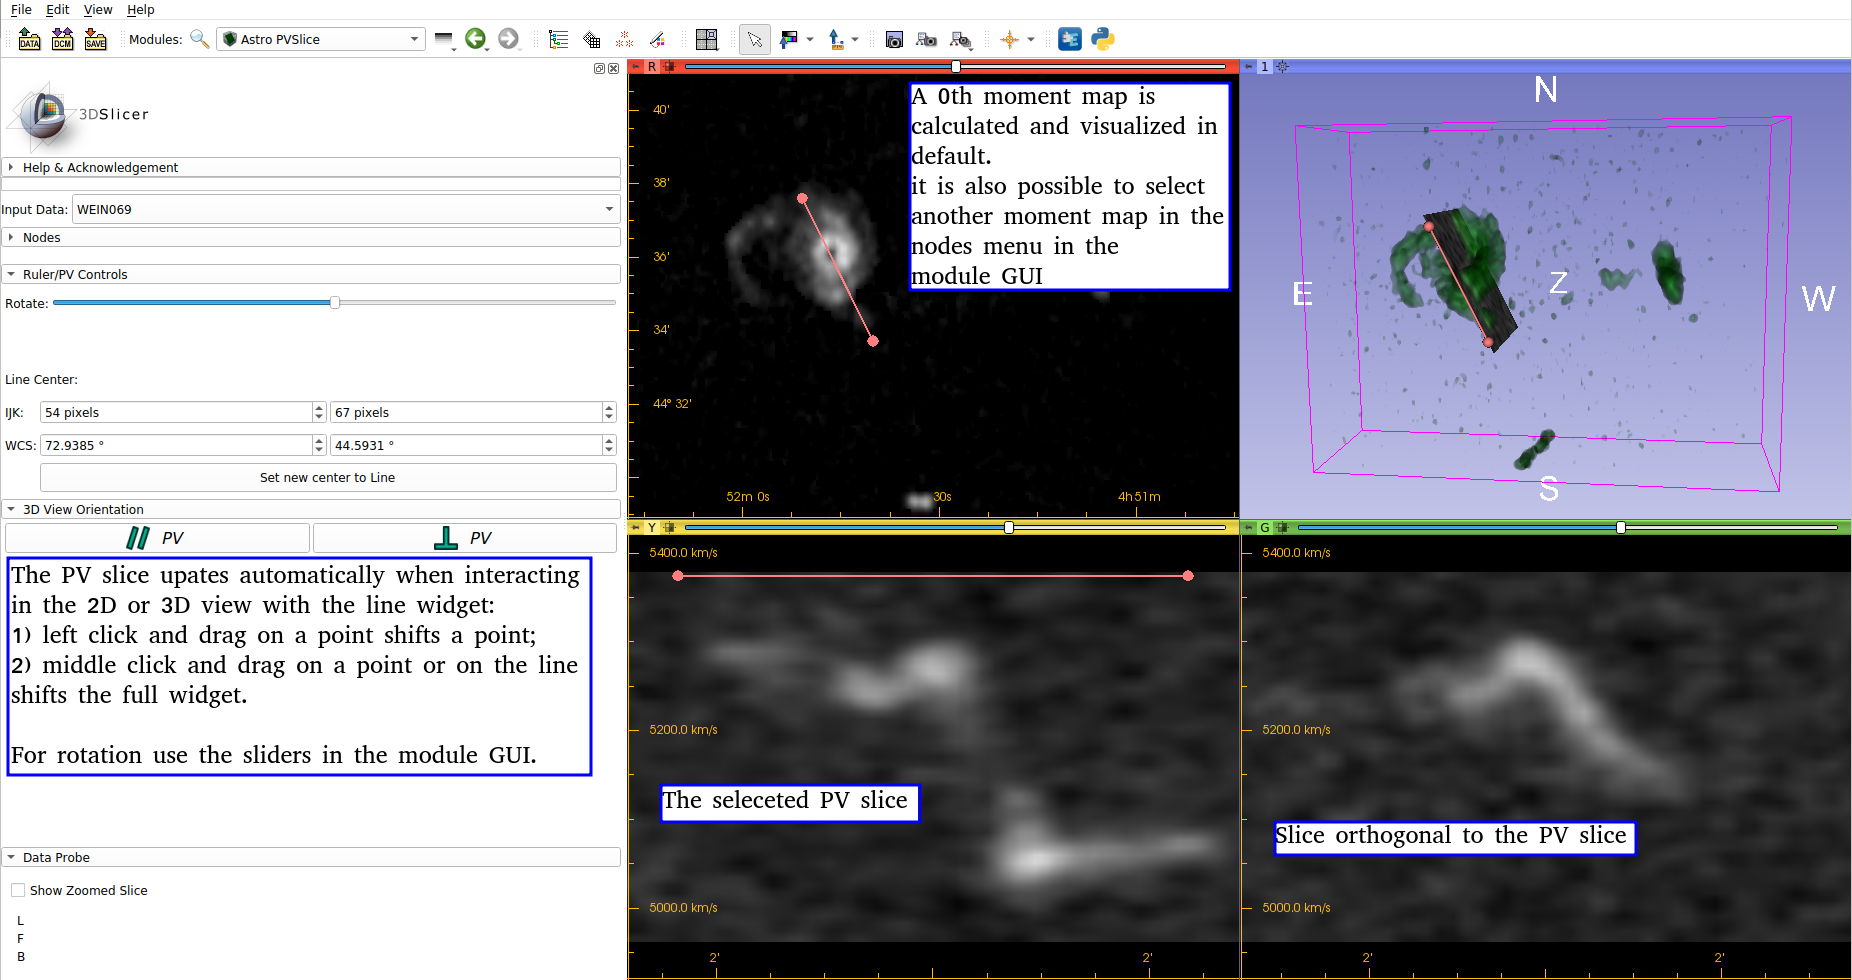 File Edit View Help
DATA DCM SAVE Modules: Astro PVSlice
3DSlicer
Help & Acknowledgement
Input Data: WEIN069
Nodes
Ruler/PV Controls
Rotate:
Line Center:
IJK: 54 pixels 67 pixels
WCS: 72.9385 ° 44.5931 °
Set new center to Line
3D View Orientation
PV PV
The PV slice upates automatically when interacting
in the 2D or 3D view with the line widget:
1) left click and drag on a point shifts a point;
2) middle click and drag on a point or on the line
shifts the full widget.
For rotation use the sliders in the module GUI.
Data Probe
Show Zoomed Slice
L
F
B
R
40'
38'
36'
34'
44° 32'
52m 0s 30s 4h 51m
A 0th moment map is
calculated and visualized in
default.
it is also possible to select
another moment map in the
nodes menu in the
module GUI
1
N
E Z W
S
Y
5400.0 km/s
5200.0 km/s
The seleceted PV slice
5000.0 km/s
2' 2'
G
5400.0 km/s
5200.0 km/s
Slice orthogonal to the PV slice
5000.0 km/s
2' 2'